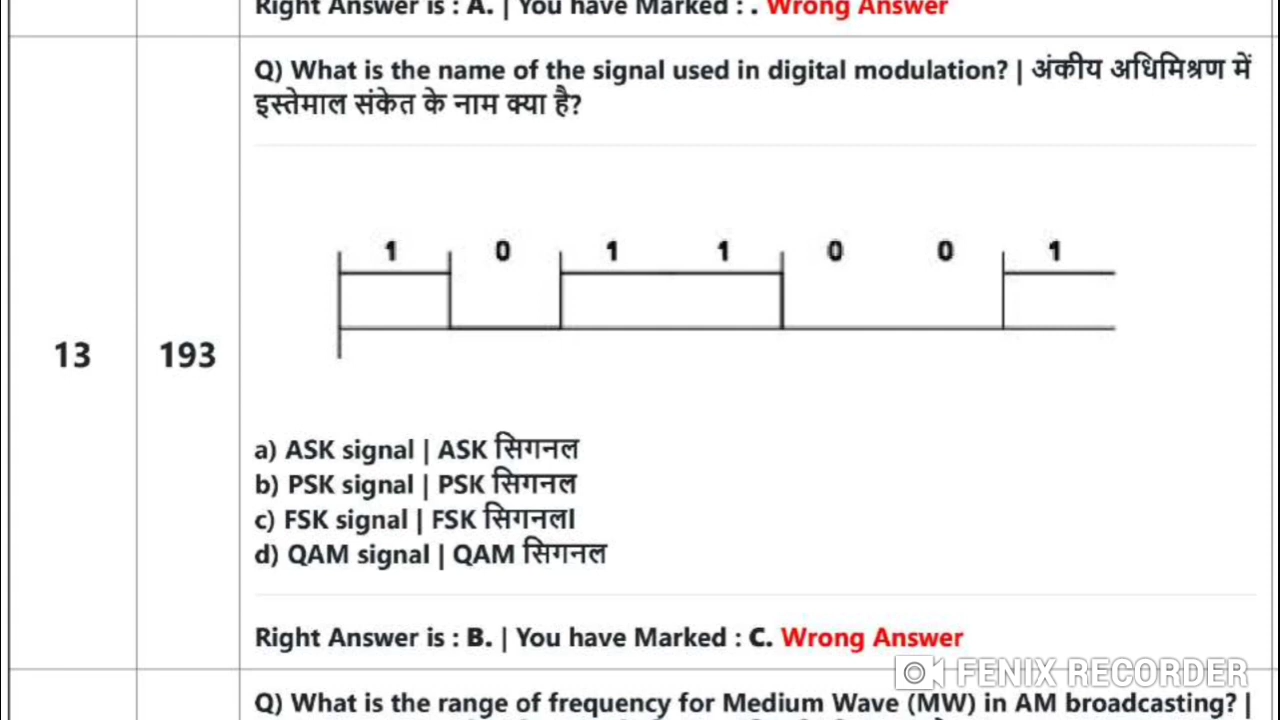 Right Answer is : A. | You have Marked : . Wrong Answer
13
193
Q) What is the name of the signal used in digital modulation? | अंकीय अधिमिश्रण में
इस्तेमाल संकेत के नाम क्या है?
1 0 1 1 0 0 1
a) ASK signal | ASK सिगनल
b) PSK signal | PSK सिगनल
c) FSK signal | FSK सिगनल।
d) QAM signal | QAM सिगनल
Right Answer is : B. | You have Marked : C. Wrong Answer
FENIX RECORDER
Q) What is the range of frequency for Medium Wave (MW) in AM broadcasting? |